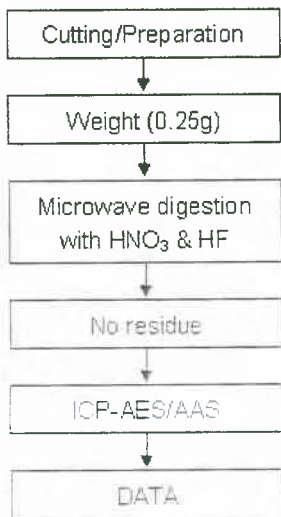 Cutting/Preparation
Weight (0.25g)
Microwave digestion
with HNO₃ & HF
No residue
ICP-AES/AAS
DATA